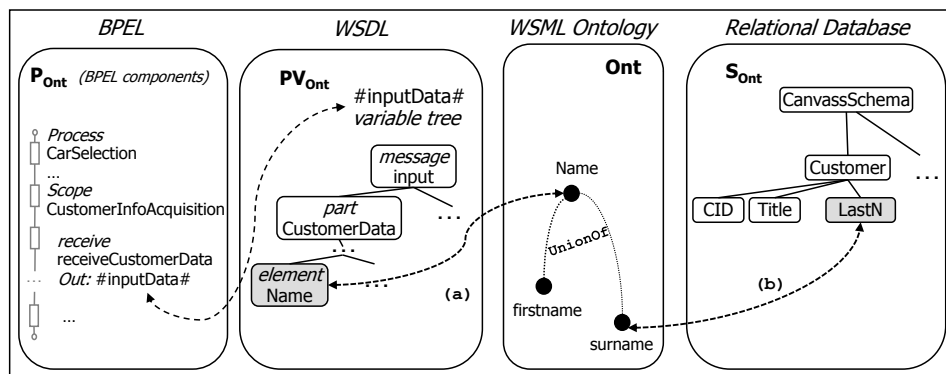 BPEL
WSDL
WSML Ontology
Relational Database
P_Ont (BPEL components)
Process
CarSelection
...
Scope
CustomerInfoAcquisition
receive
receiveCustomerData
... Out: #inputData#
...
PV_Ont
#inputData#
variable tree
message
input
part
CustomerData
...
...
element
Name
...
(a)
Ont
Name
UnionOf
firstname
surname
S_Ont
CanvassSchema
Customer
...
CID
Title
LastN
(b)